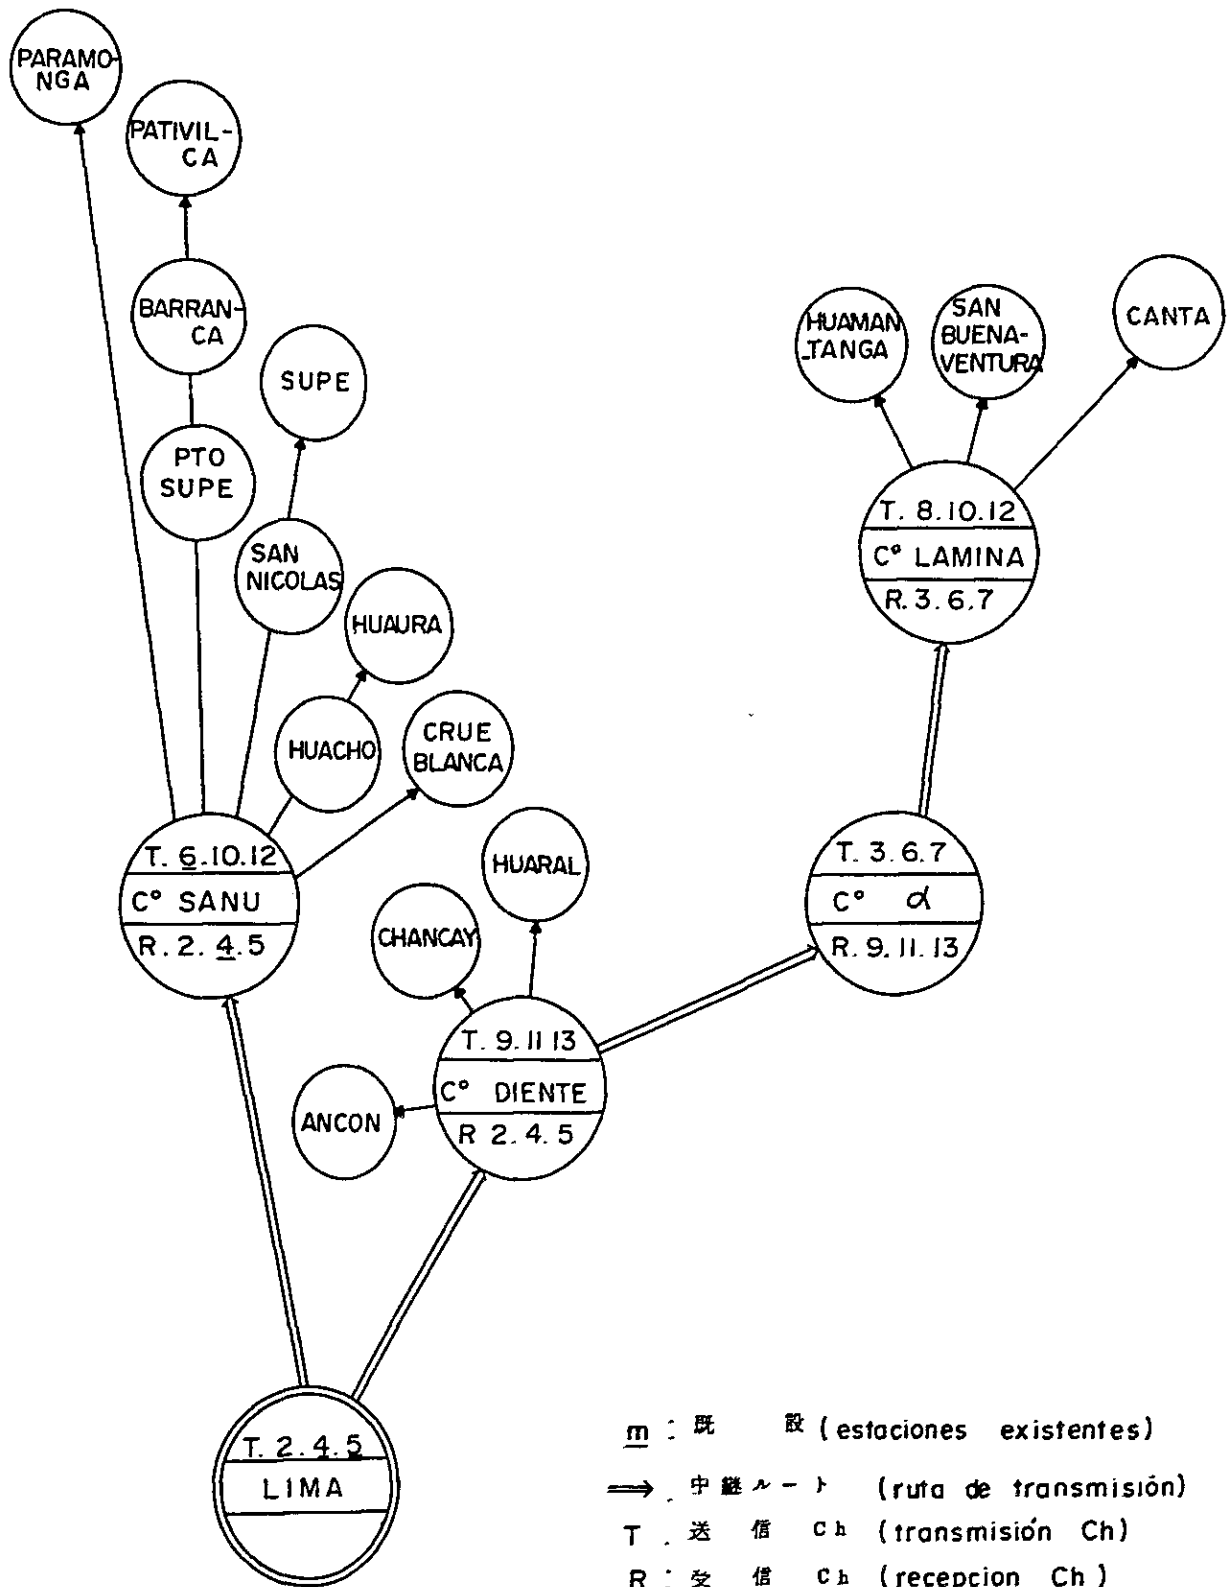 PARAMO-
NGA
PATIVIL-
CA
BARRAN-
CA
SUPE
PTO
SUPE
SAN
NICOLAS
HUAURA
HUACHO
CRUE
BLANCA
T. 6.10.12
C° SANU
R. 2. 4. 5
HUAMAN
-TANGA
SAN
BUENA-
VENTURA
CANTA
T. 8.10.12
C° LAMINA
R. 3. 6. 7
T. 3. 6. 7
C° α
R. 9. 11. 13
HUARAL
CHANCAY
ANCON
T. 9. 11 13
C° DIENTE
R 2. 4. 5
T. 2. 4. 5
LIMA
m : 既 設 (estaciones existentes)
⇒ . 中継ルート (ruta de transmisión)
T . 送 信 Ch (transmisión Ch)
R : 受 信 Ch (recepcion Ch)